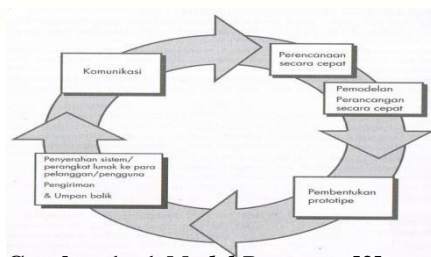 Komunikasi
Perencanaan
secara cepat
Pemodelan
Perancangan
secara cepat
Pembentukan
prototipe
Penyerahan sistem/
perangkat lunak ke para
pelanggan/pengguna
Pengiriman
& Umpan balik